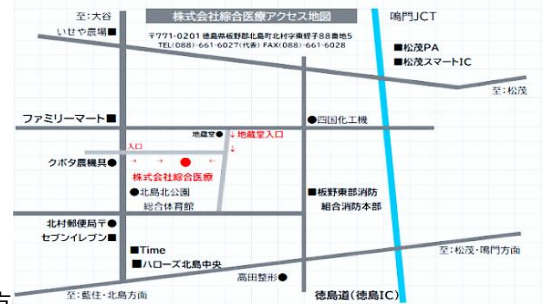 至:大谷
株式会社綜合医療アクセス地図
鳴門JCT
いせや農場■
〒771-0201 徳島県板野郡北島町北村字東蛭子88番地5
TEL(088)-661-6027(代表) FAX(088)-661-6028
■松茂PA
■松茂スマートIC
至:松茂
ファミリーマート■
●四国化工機
地蔵堂●
↓地蔵堂入口
↓
入口
クボタ農機具●
→ → ● ←
株式会社綜合医療
●北島北公園
総合体育館
■板野東部消防
組合消防本部
北村郵便局〒●
セブンイレブン■
■Time
■ハローズ北島中央
至:松茂・鳴門方面
高田整形●
至:藍住・北島方面
徳島道(徳島IC)